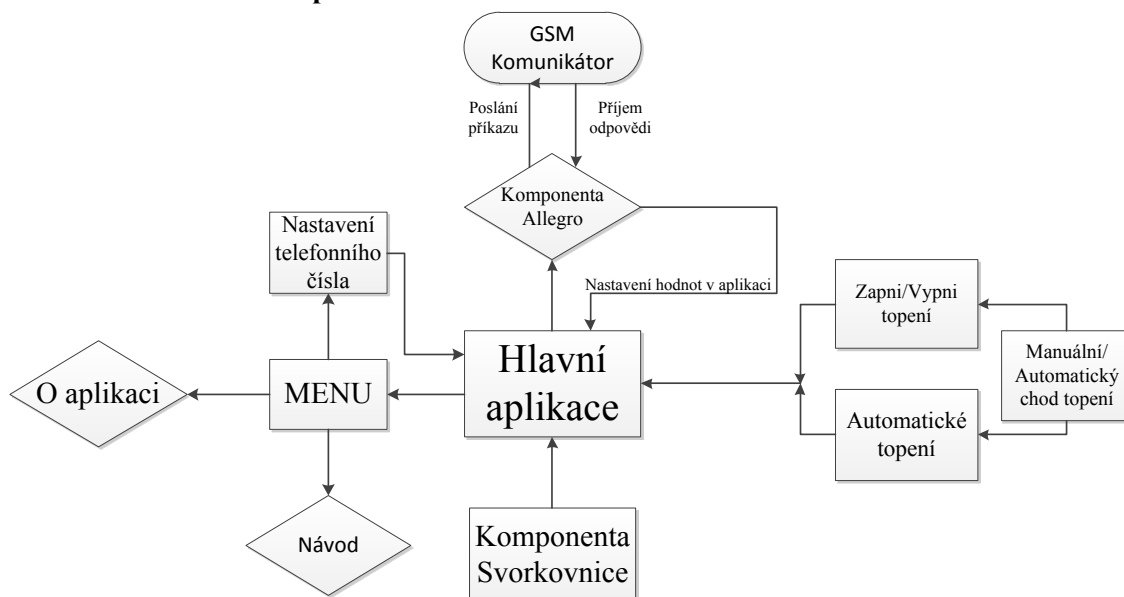 GSM
Komunikátor
Poslání
příkazu
Příjem
odpovědi
Komponenta
Allegro
Nastavení
telefonního
čísla
Nastavení hodnot v aplikaci
Zapni/Vypni
topení
Manuální/
Automatický
chod topení
O aplikaci
MENU
Hlavní
aplikace
Automatické
topení
Návod
Komponenta
Svorkovnice